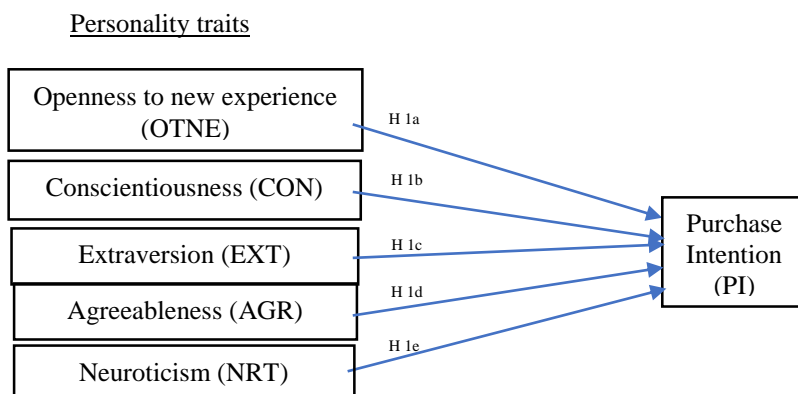 Personality traits
Openness to new experience
(OTNE)
H 1a
Conscientiousness (CON)
H 1b
Extraversion (EXT)
H 1c
Agreeableness (AGR)
H 1d
Neuroticism (NRT)
H 1e
Purchase
Intention
(PI)